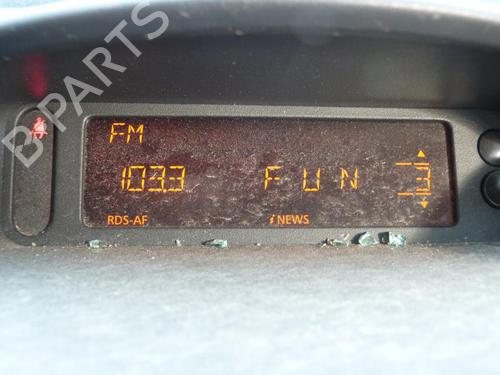 B-PARTS
FM
103.3 FUN 3
RDS-AF i NEWS